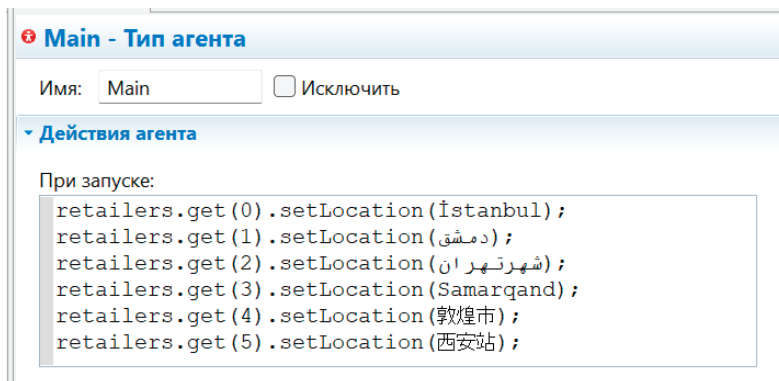 Main - Тип агента
Имя: Main Исключить
Действия агента
При запуске:
retailers.get(0).setLocation(İstanbul);
retailers.get(1).setLocation(دمشق);
retailers.get(2).setLocation(شهرتهران);
retailers.get(3).setLocation(Samarqand);
retailers.get(4).setLocation(敦煌市);
retailers.get(5).setLocation(西安站);